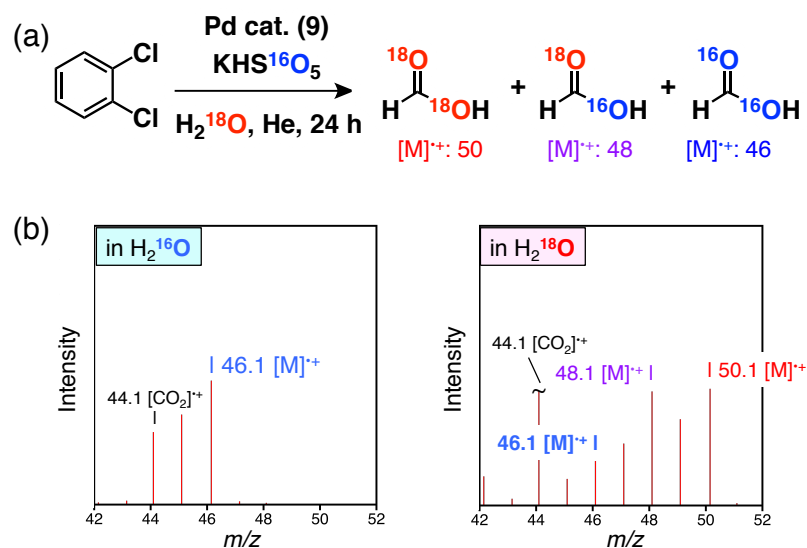 (a)
Cl
Cl
Pd cat. (9)
KHS¹⁶O₅
H₂¹⁸O, He, 24 h
¹⁸O
H ¹⁸OH
[M]•⁺: 50
+
¹⁸O
H ¹⁶OH
[M]•⁺: 48
+
¹⁶O
H ¹⁶OH
[M]•⁺: 46
(b)
in H₂¹⁶O
Intensity
44.1 [CO₂]•⁺
46.1 [M]•⁺
42 44 46 48 50 52
m/z
in H₂¹⁸O
Intensity
44.1 [CO₂]•⁺
~
48.1 [M]•⁺
50.1 [M]•⁺
46.1 [M]•⁺
42 44 46 48 50 52
m/z